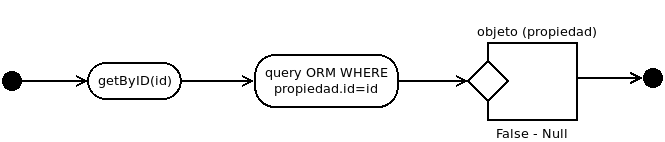 objeto (propiedad)
getByID(id)
query ORM WHERE
propiedad.id=id
False - Null